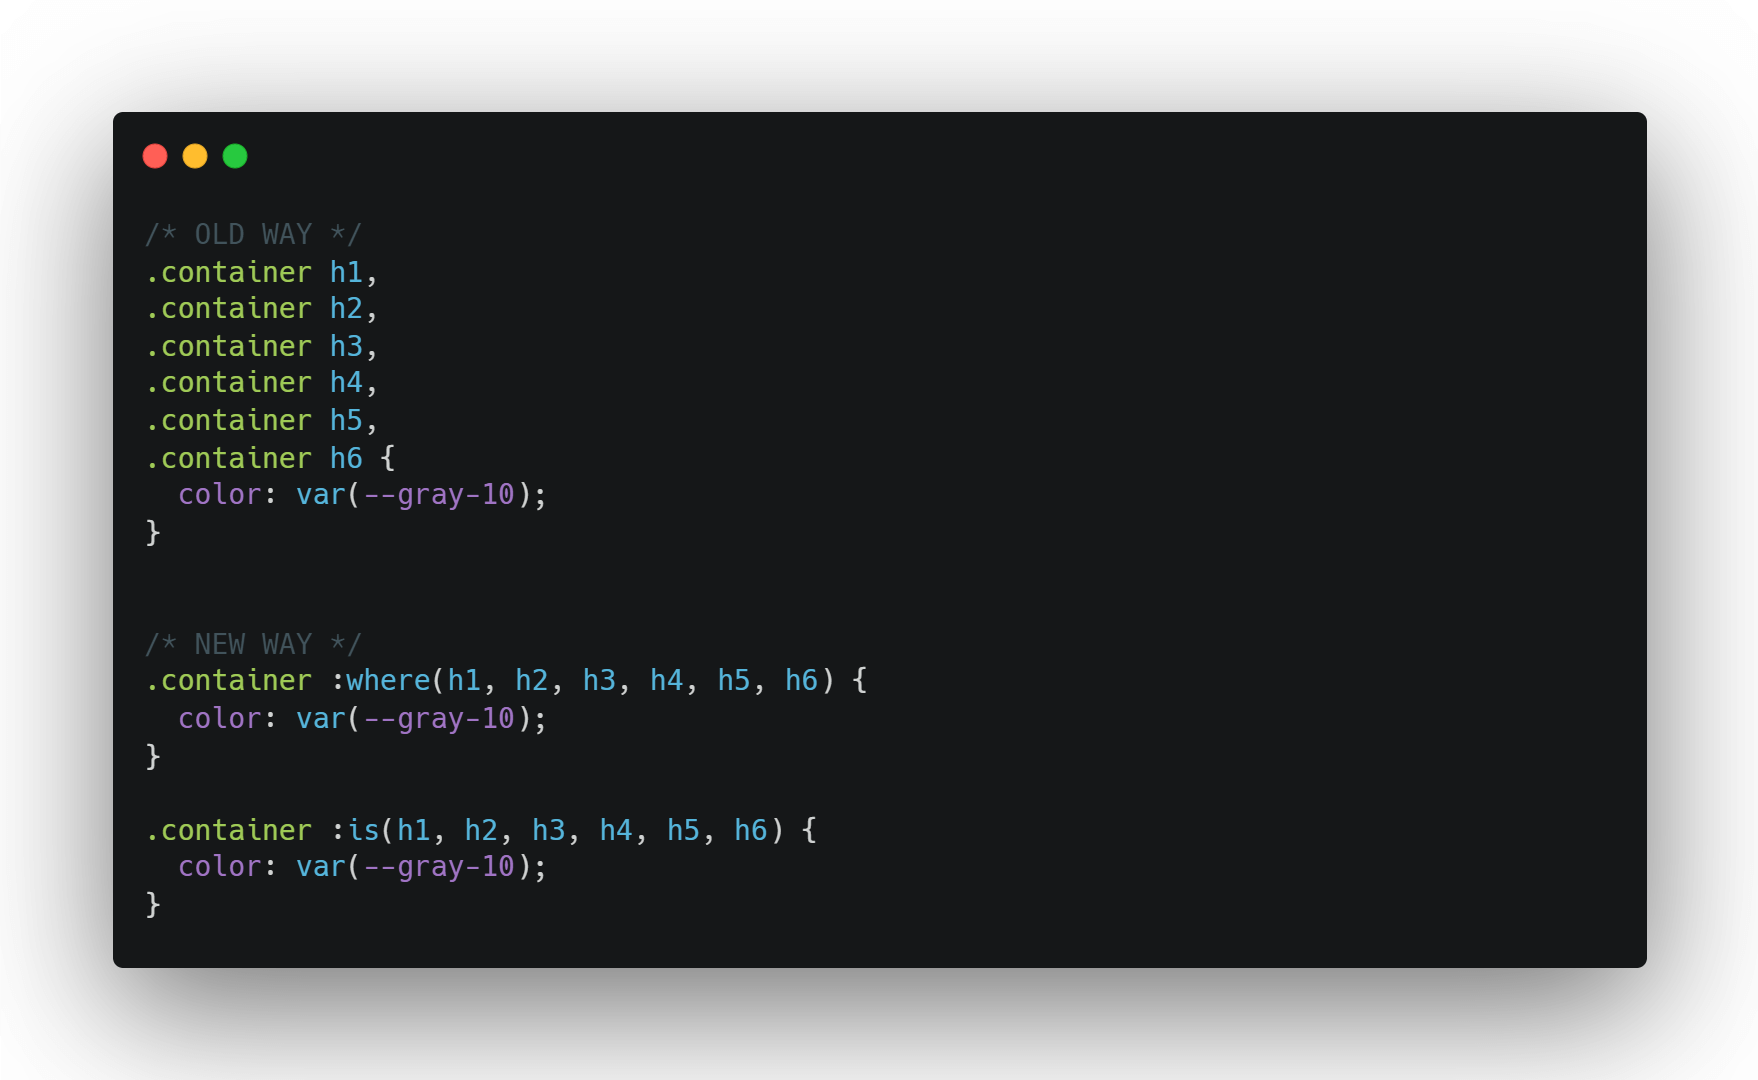 /* OLD WAY */
.container h1,
.container h2,
.container h3,
.container h4,
.container h5,
.container h6 {
  color: var(--gray-10);
}
/* NEW WAY */
.container :where(h1, h2, h3, h4, h5, h6) {
  color: var(--gray-10);
}
.container :is(h1, h2, h3, h4, h5, h6) {
  color: var(--gray-10);
}